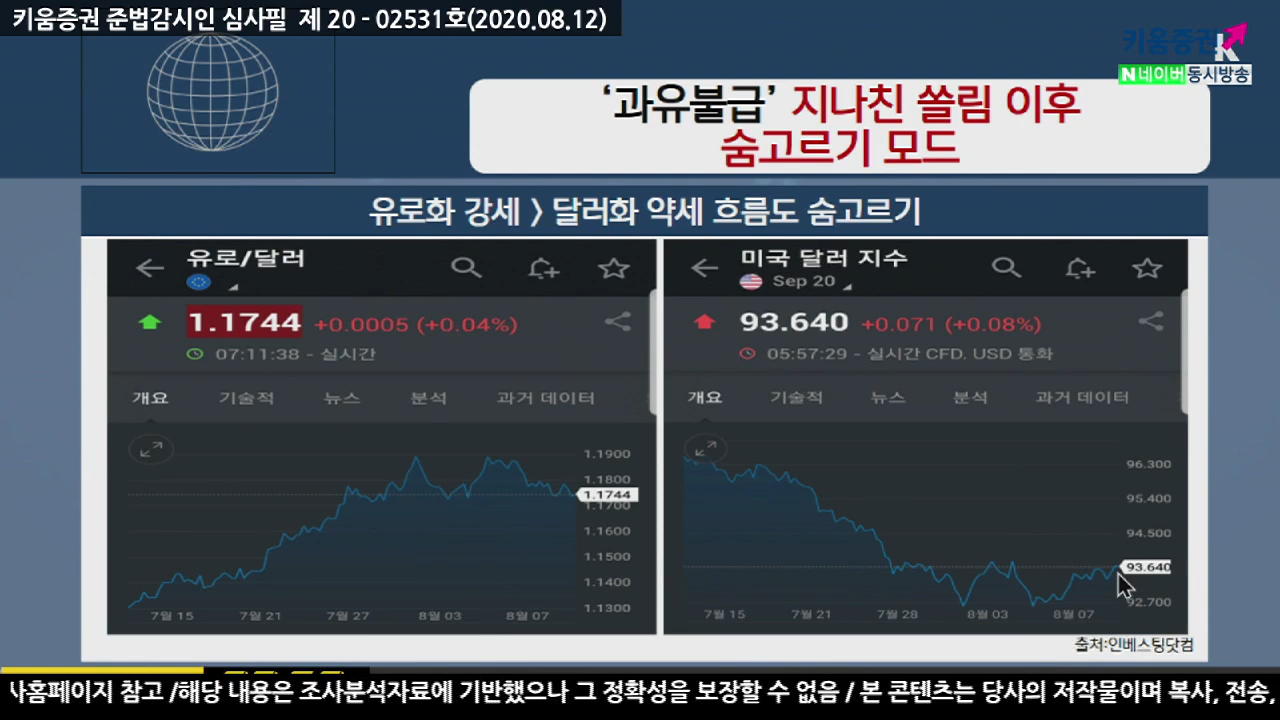 키움증권 준법감시인 심사필 제 20 - 02531호(2020.08.12)
키움증권
N 네이버 동시방송
‘과유불급’ 지나친 쏠림 이후
숨고르기 모드
유로화 강세 > 달러화 약세 흐름도 숨고르기
유로/달러
1.1744 +0.0005 (+0.04%)
07:11:38 - 실시간
개요 기술적 뉴스 분석 과거 데이터
1.1900
1.1800
1.1744
1.1700
1.1600
1.1500
1.1400
1.1300
7월 15 7월 21 7월 27 8월 03 8월 07
미국 달러 지수
Sep 20
93.640 +0.071 (+0.08%)
05:57:29 - 실시간 CFD. USD 통화
개요 기술적 뉴스 분석 과거 데이터
96.300
95.400
94.500
93.640
92.700
7월 15 7월 21 7월 28 8월 03 8월 07
출처:인베스팅닷컴
사홈페이지 참고 /해당 내용은 조사분석자료에 기반했으나 그 정확성을 보장할 수 없음 / 본 콘텐츠는 당사의 저작물이며 복사, 전송,